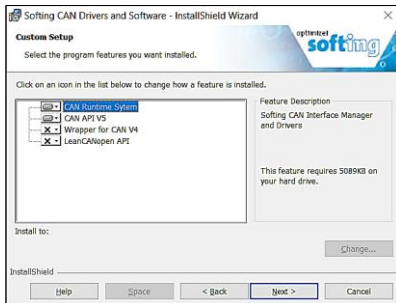 Softing CAN Drivers and Software - InstallShield Wizard
Custom Setup
Select the program features you want installed.
optimize!
softing
Click on an icon in the list below to change how a feature is installed.
CAN Runtime Sytem
CAN API V5
Wrapper for CAN V4
LeanCANopen API
Feature Description
Softing CAN Interface Manager
and Drivers
This feature requires 5089KB on
your hard drive.
Install to:
Change...
InstallShield
Help
Space
< Back
Next >
Cancel